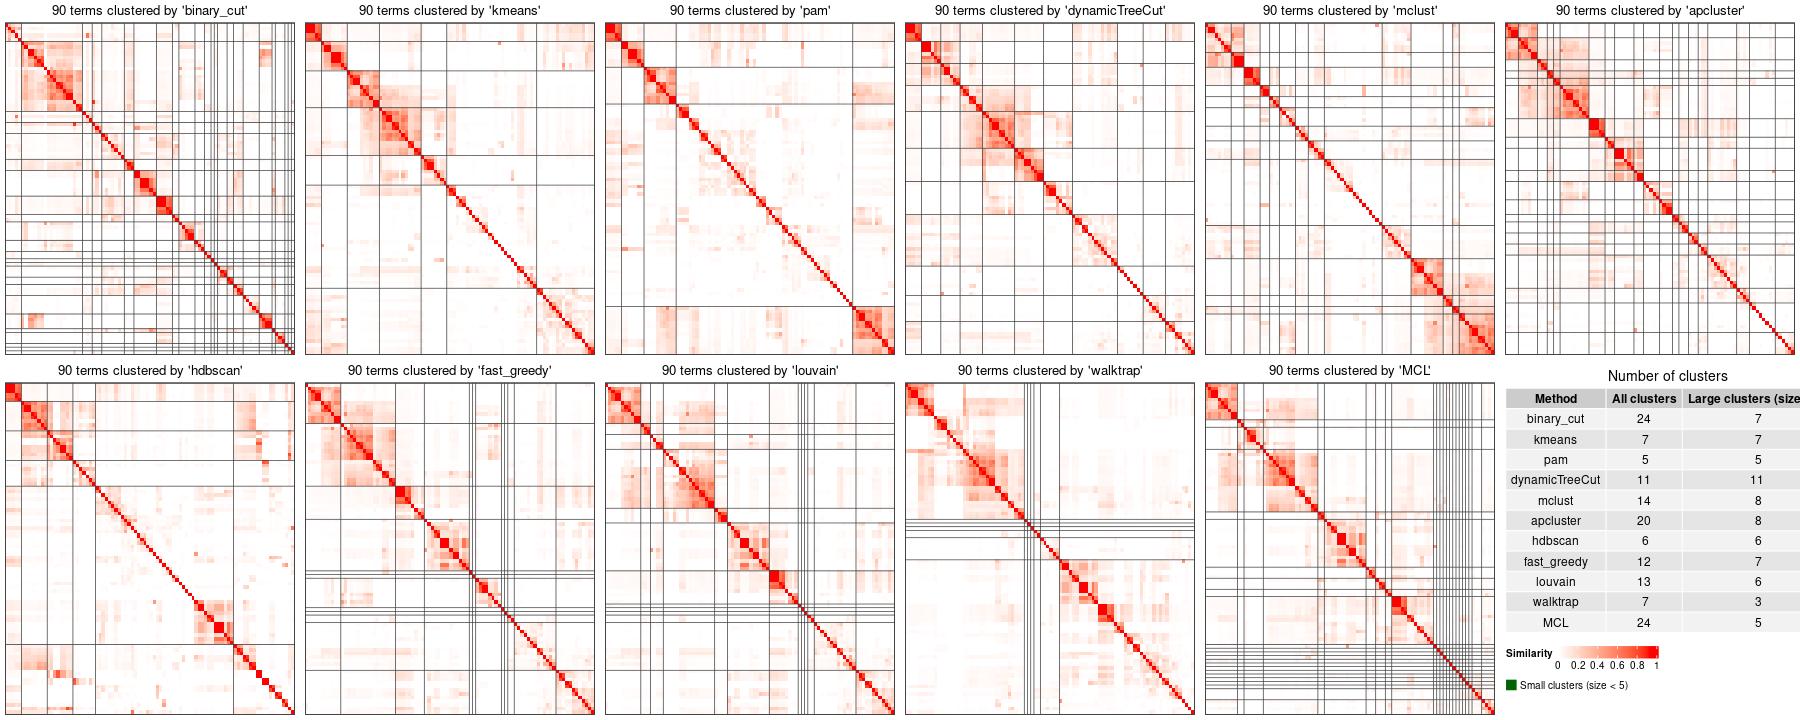 90 terms clustered by 'binary_cut'
90 terms clustered by 'kmeans'
90 terms clustered by 'pam'
90 terms clustered by 'dynamicTreeCut'
90 terms clustered by 'mclust'
90 terms clustered by 'apcluster'
90 terms clustered by 'hdbscan'
90 terms clustered by 'fast_greedy'
90 terms clustered by 'louvain'
90 terms clustered by 'walktrap'
90 terms clustered by 'MCL'
Number of clusters
Method All clusters Large clusters (size
binary_cut 24 7
kmeans 7 7
pam 5 5
dynamicTreeCut 11 11
mclust 14 8
apcluster 20 8
hdbscan 6 6
fast_greedy 12 7
louvain 13 6
walktrap 7 3
MCL 24 5
Similarity
0 0.2 0.4 0.6 0.8 1
Small clusters (size < 5)